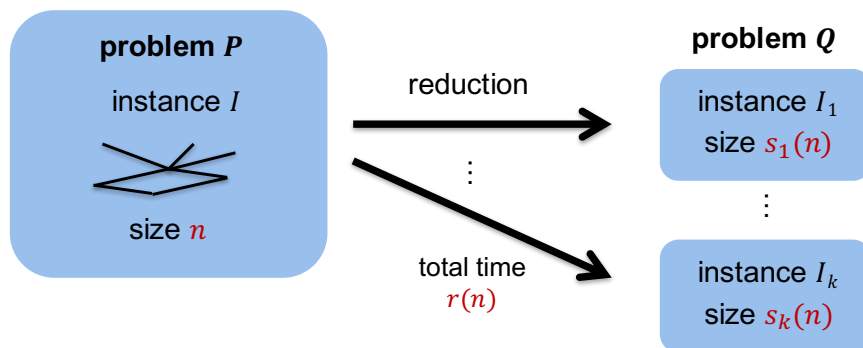 problem P
instance I
size n
reduction
⋮
total time
r(n)
problem Q
instance I₁
size s₁(n)
⋮
instance Iₖ
size sₖ(n)